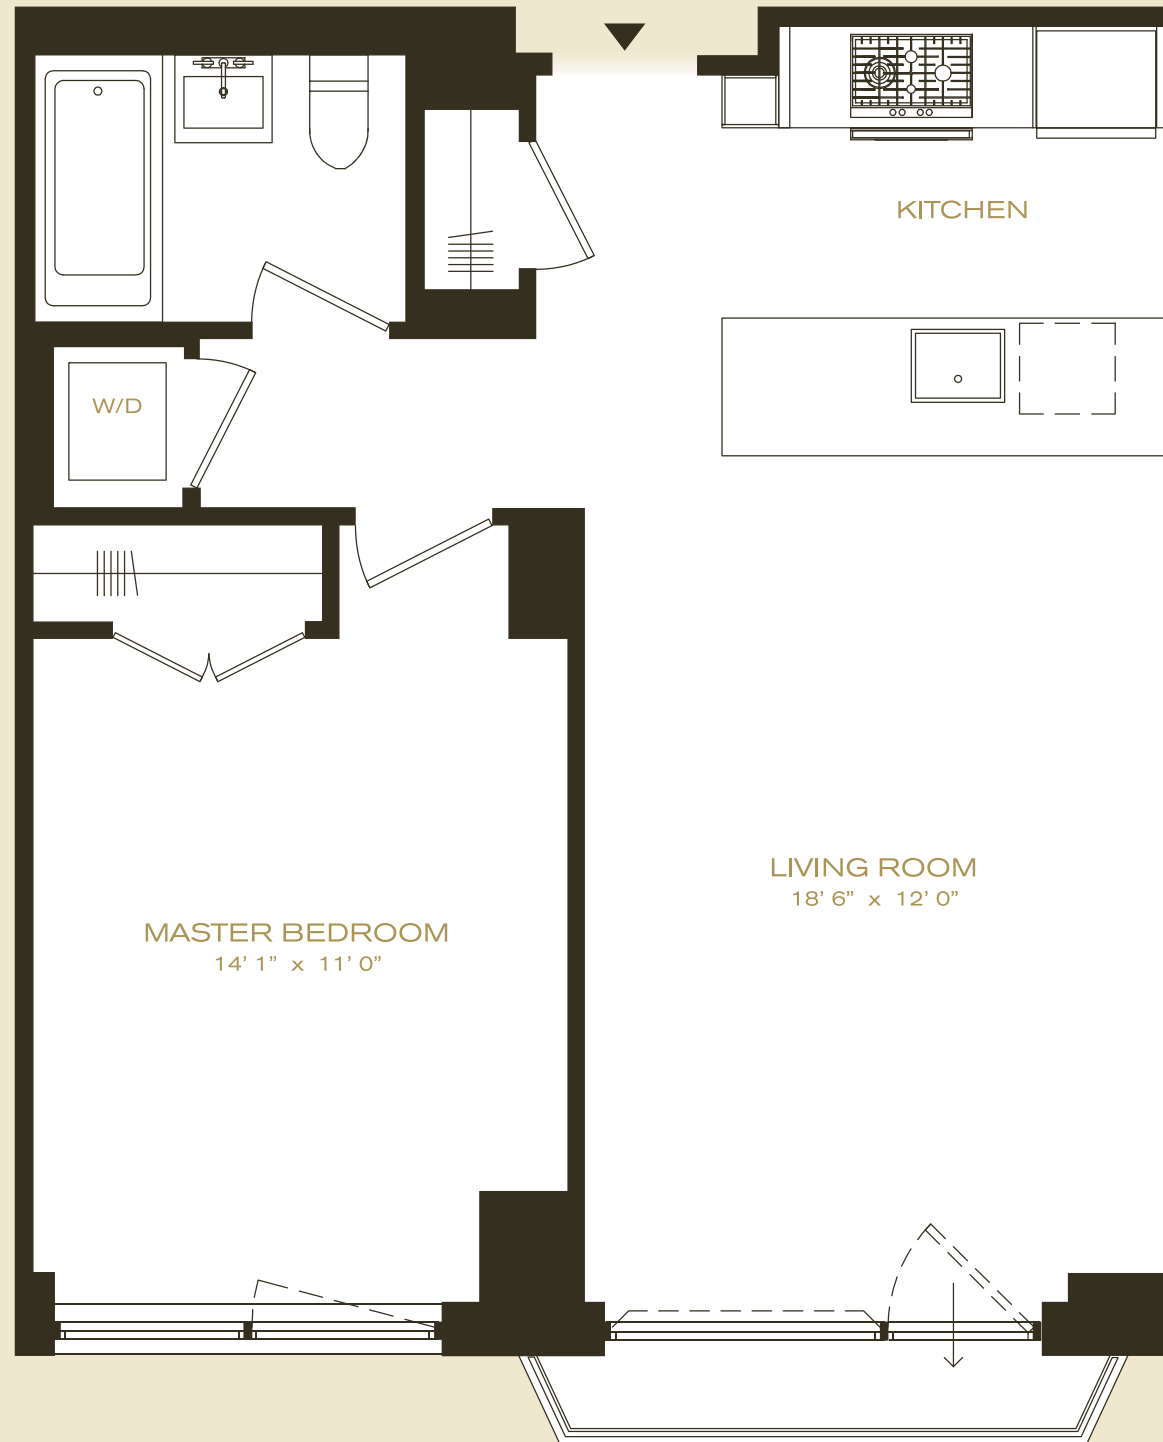 KITCHEN
W/D
LIVING ROOM
18’ 6” x 12’ 0”
MASTER BEDROOM
14’ 1” x 11’ 0”